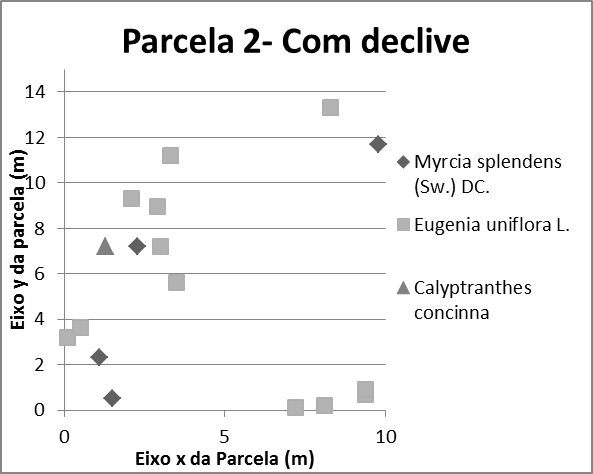 Parcela 2- Com declive
Eixo y da parcela (m)
14
12
10
8
6
4
2
0
0 5 10
Eixo x da Parcela (m)
Myrcia splendens
(Sw.) DC.
Eugenia uniflora L.
Calyptranthes
concinna